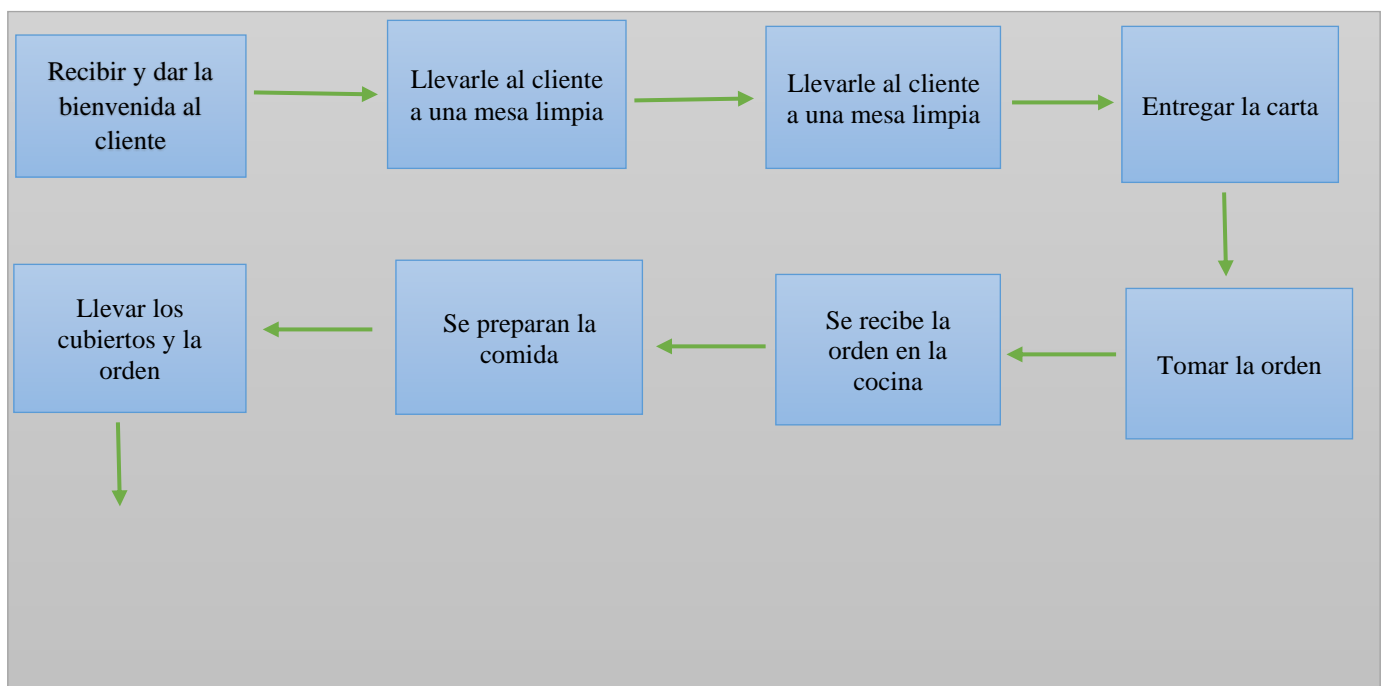 Recibir y dar la
bienvenida al
cliente
Llevarle al cliente
a una mesa limpia
Llevarle al cliente
a una mesa limpia
Entregar la carta
Tomar la orden
Se recibe la
orden en la
cocina
Se preparan la
comida
Llevar los
cubiertos y la
orden